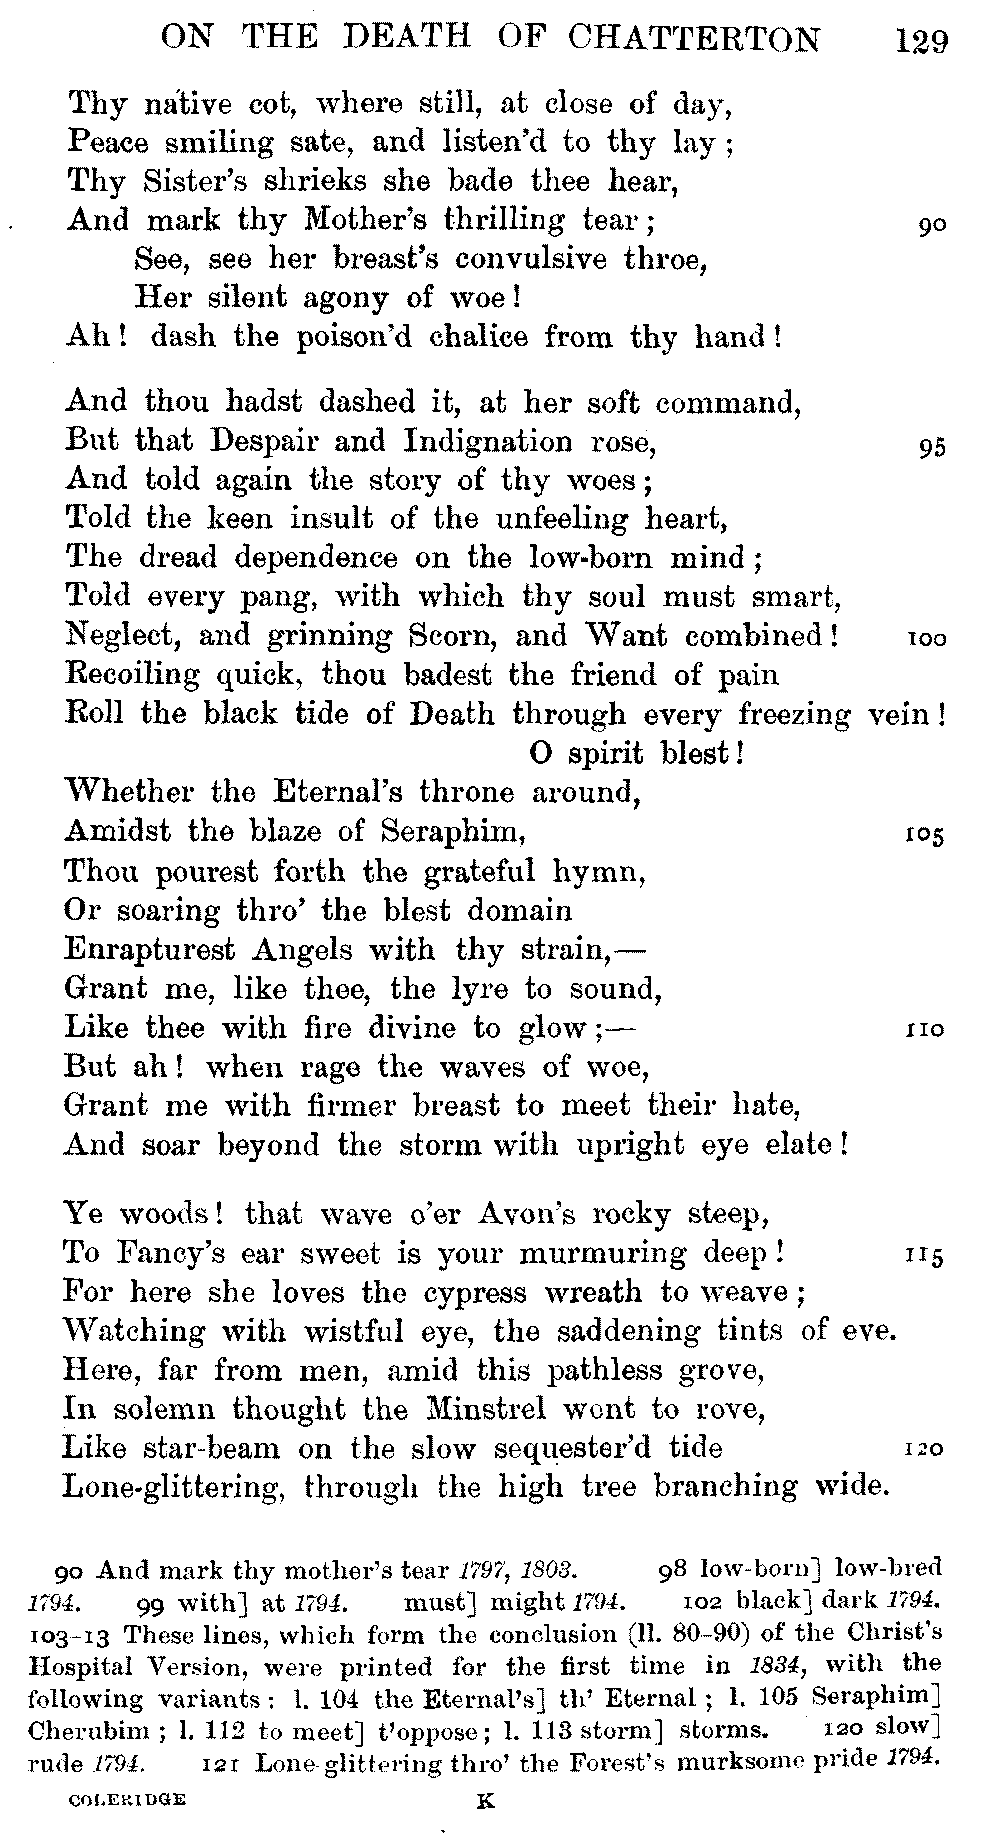 ON THE DEATH OF CHATTERTON 129
Thy native cot, where still, at close of day,
Peace smiling sate, and listen'd to thy lay;
Thy Sister's shrieks she bade thee hear,
And mark thy Mother's thrilling tear; 90
See, see her breast's convulsive throe,
Her silent agony of woe!
Ah! dash the poison'd chalice from thy hand!
And thou hadst dashed it, at her soft command,
But that Despair and Indignation rose, 95
And told again the story of thy woes;
Told the keen insult of the unfeeling heart,
The dread dependence on the low-born mind;
Told every pang, with which thy soul must smart,
Neglect, and grinning Scorn, and Want combined! 100
Recoiling quick, thou badest the friend of pain
Roll the black tide of Death through every freezing vein!
O spirit blest!
Whether the Eternal's throne around,
Amidst the blaze of Seraphim, 105
Thou pourest forth the grateful hymn,
Or soaring thro' the blest domain
Enrapturest Angels with thy strain,—
Grant me, like thee, the lyre to sound,
Like thee with fire divine to glow;— 110
But ah! when rage the waves of woe,
Grant me with firmer breast to meet their hate,
And soar beyond the storm with upright eye elate!
Ye woods! that wave o'er Avon's rocky steep,
To Fancy's ear sweet is your murmuring deep! 115
For here she loves the cypress wreath to weave;
Watching with wistful eye, the saddening tints of eve.
Here, far from men, amid this pathless grove,
In solemn thought the Minstrel wont to rove,
Like star-beam on the slow sequester'd tide 120
Lone-glittering, through the high tree branching wide.
90 And mark thy mother's tear 1797, 1803. 98 low-born] low-bred
1794. 99 with] at 1794. must] might 1794. 102 black] dark 1794.
103-13 These lines, which form the conclusion (ll. 80-90) of the Christ's
Hospital Version, were printed for the first time in 1834, with the
following variants: l. 104 the Eternal's] th' Eternal; l. 105 Seraphim]
Cherubim; l. 112 to meet] t'oppose; l. 113 storm] storms. 120 slow]
rude 1794. 121 Lone-glittering thro' the Forest's murksome pride 1794.
COLERIDGE K